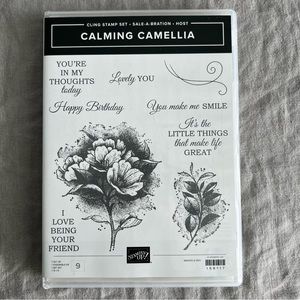 CLING STAMP SET • SALE-A-BRATION • HOST
CALMING CAMELLIA
YOU'RE
IN MY
THOUGHTS
today
Lovely YOU
Happy Birthday
You make me SMILE
It's the
LITTLE THINGS
that make life
GREAT
I
LOVE
BEING
YOUR
FRIEND
9
STAMPIN' UP!